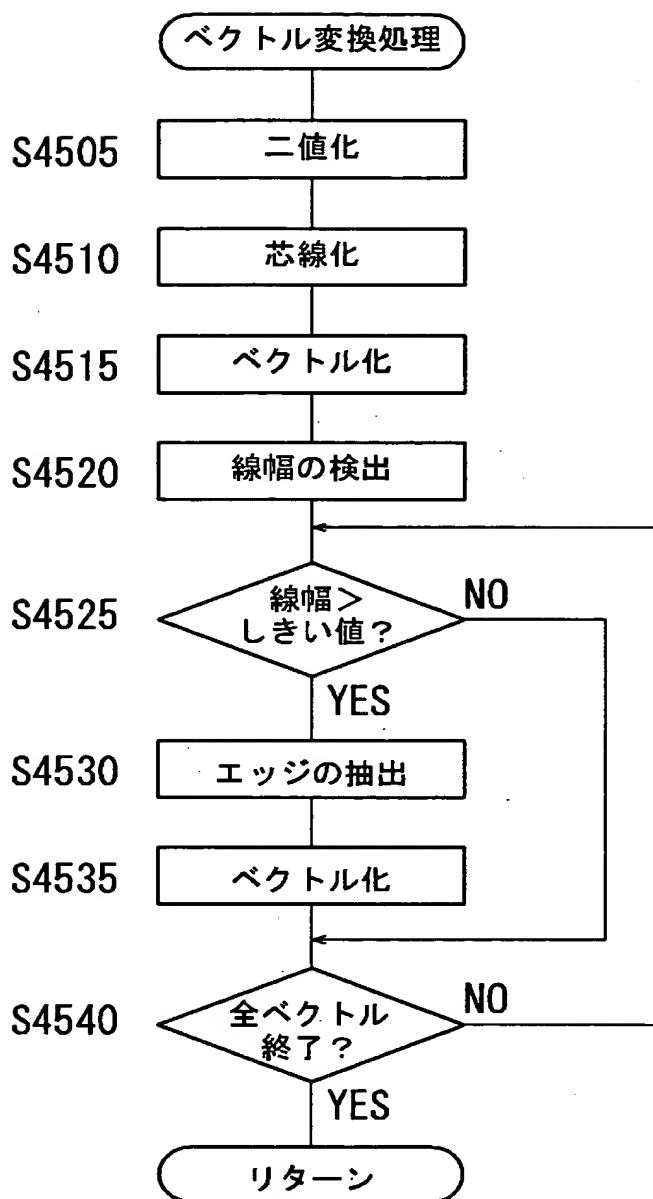 ベクトル変換処理
S4505
二値化
S4510
芯線化
S4515
ベクトル化
S4520
線幅の検出
S4525
線幅>
しきい値?
NO
YES
S4530
エッジの抽出
S4535
ベクトル化
S4540
全ベクトル
終了?
NO
YES
リターン